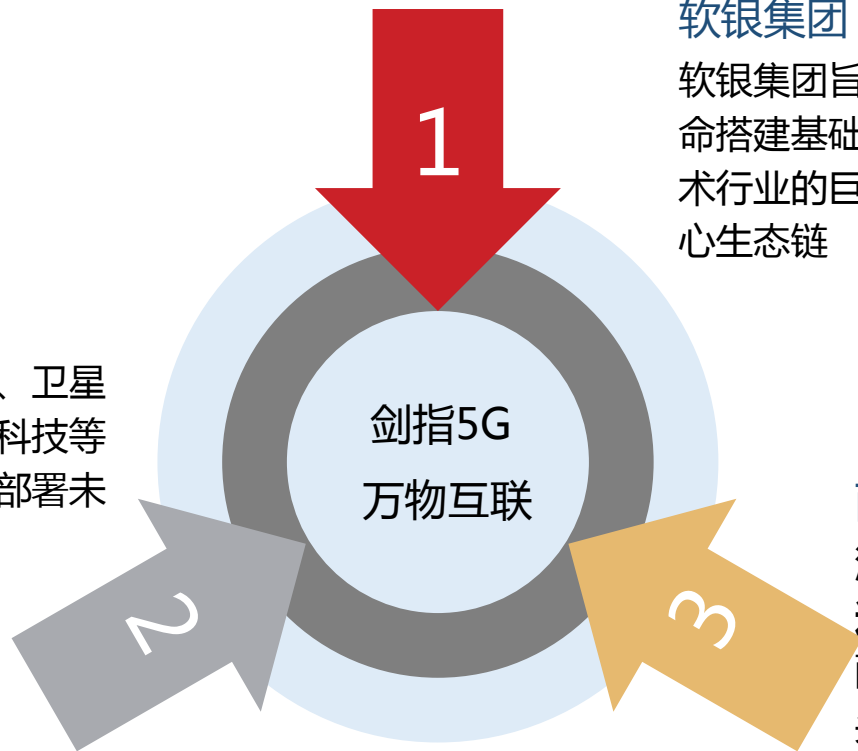 软银集团
软银集团旨
命搭建基础
术行业的巨
心生态链
1
、卫星
科技等
部署未
剑指5G
万物互联
2
3